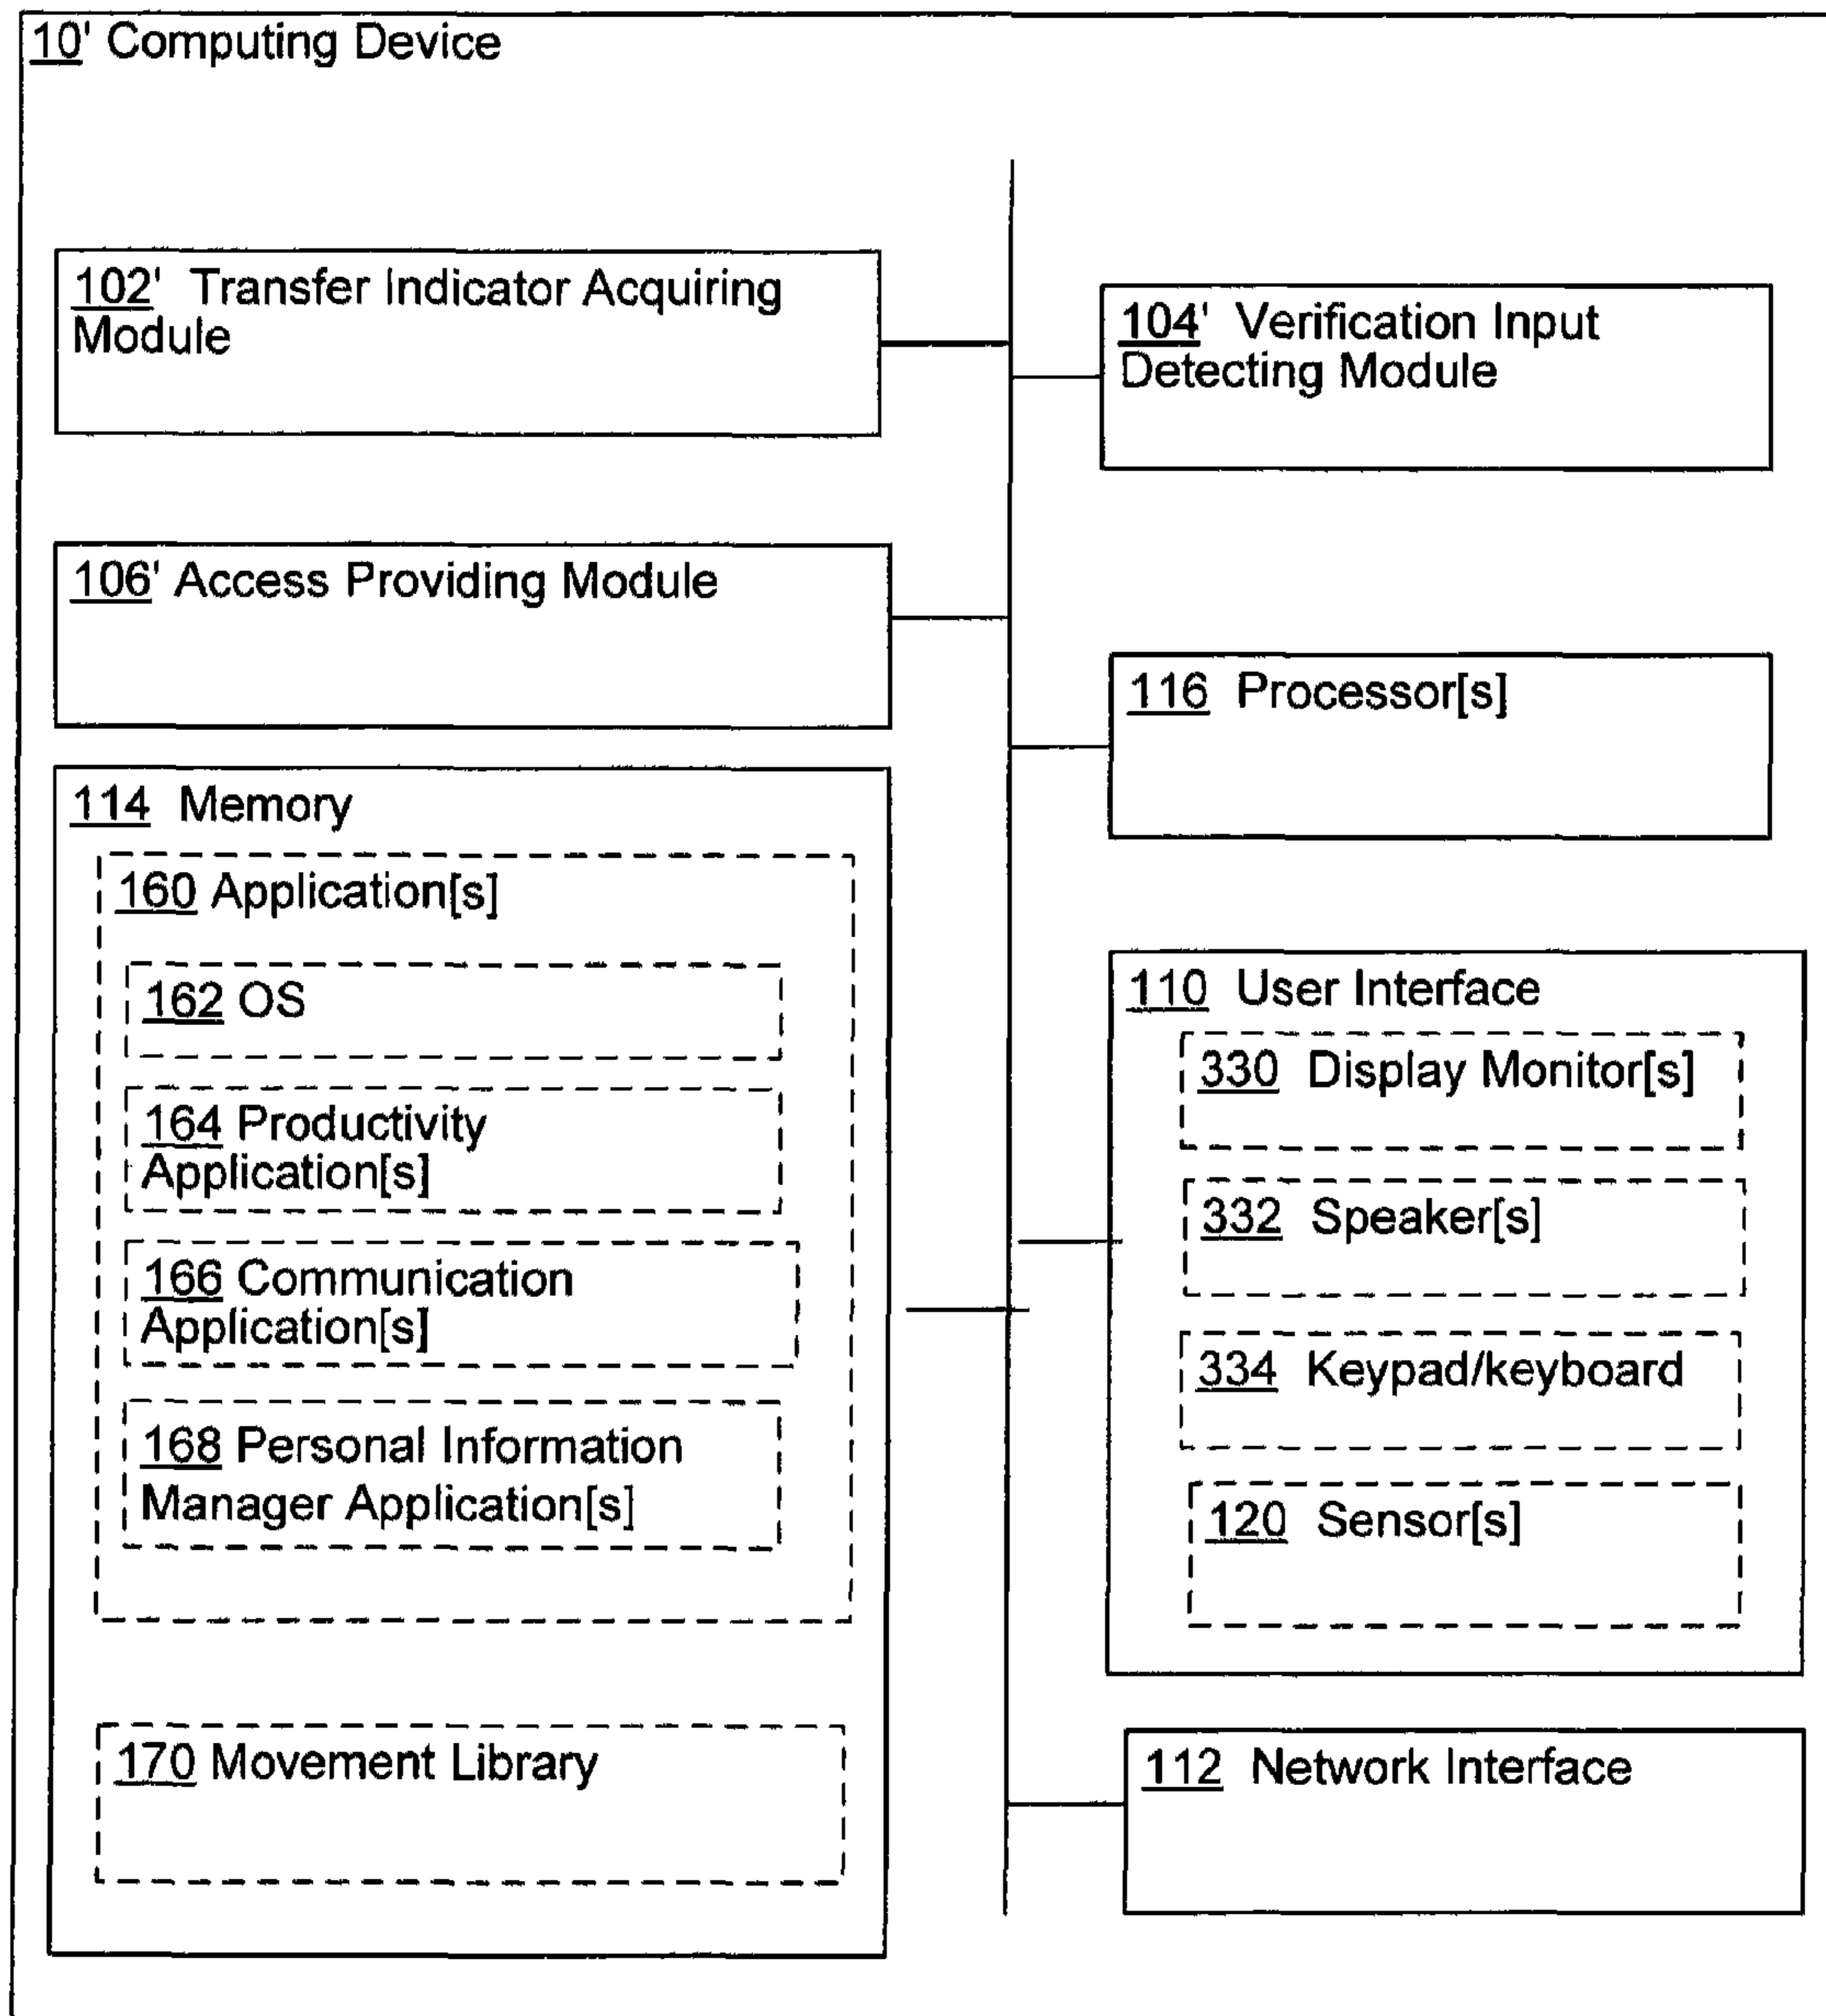 10' Computing Device
102' Transfer Indicator Acquiring
Module
104' Verification Input
Detecting Module
106' Access Providing Module
116 Processor[s]
114 Memory
160 Application[s]
162 OS
164 Productivity
Application[s]
166 Communication
Application[s]
168 Personal Information
Manager Application[s]
170 Movement Library
110 User Interface
330 Display Monitor[s]
332 Speaker[s]
334 Keypad/keyboard
120 Sensor[s]
112 Network Interface